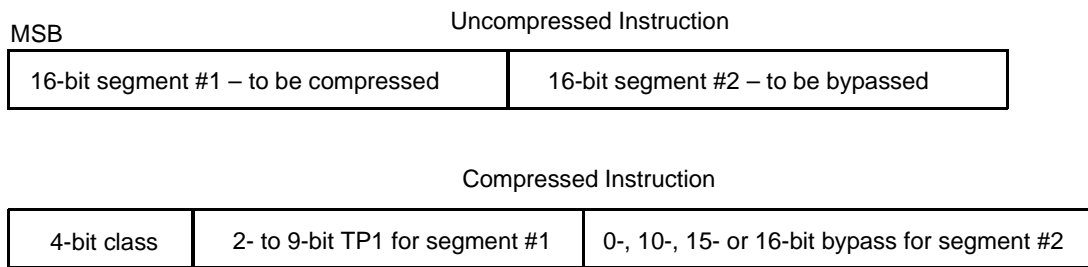 Uncompressed Instruction
MSB
16-bit segment #1 – to be compressed
16-bit segment #2 – to be bypassed
Compressed Instruction
4-bit class
2- to 9-bit TP1 for segment #1
0-, 10-, 15- or 16-bit bypass for segment #2